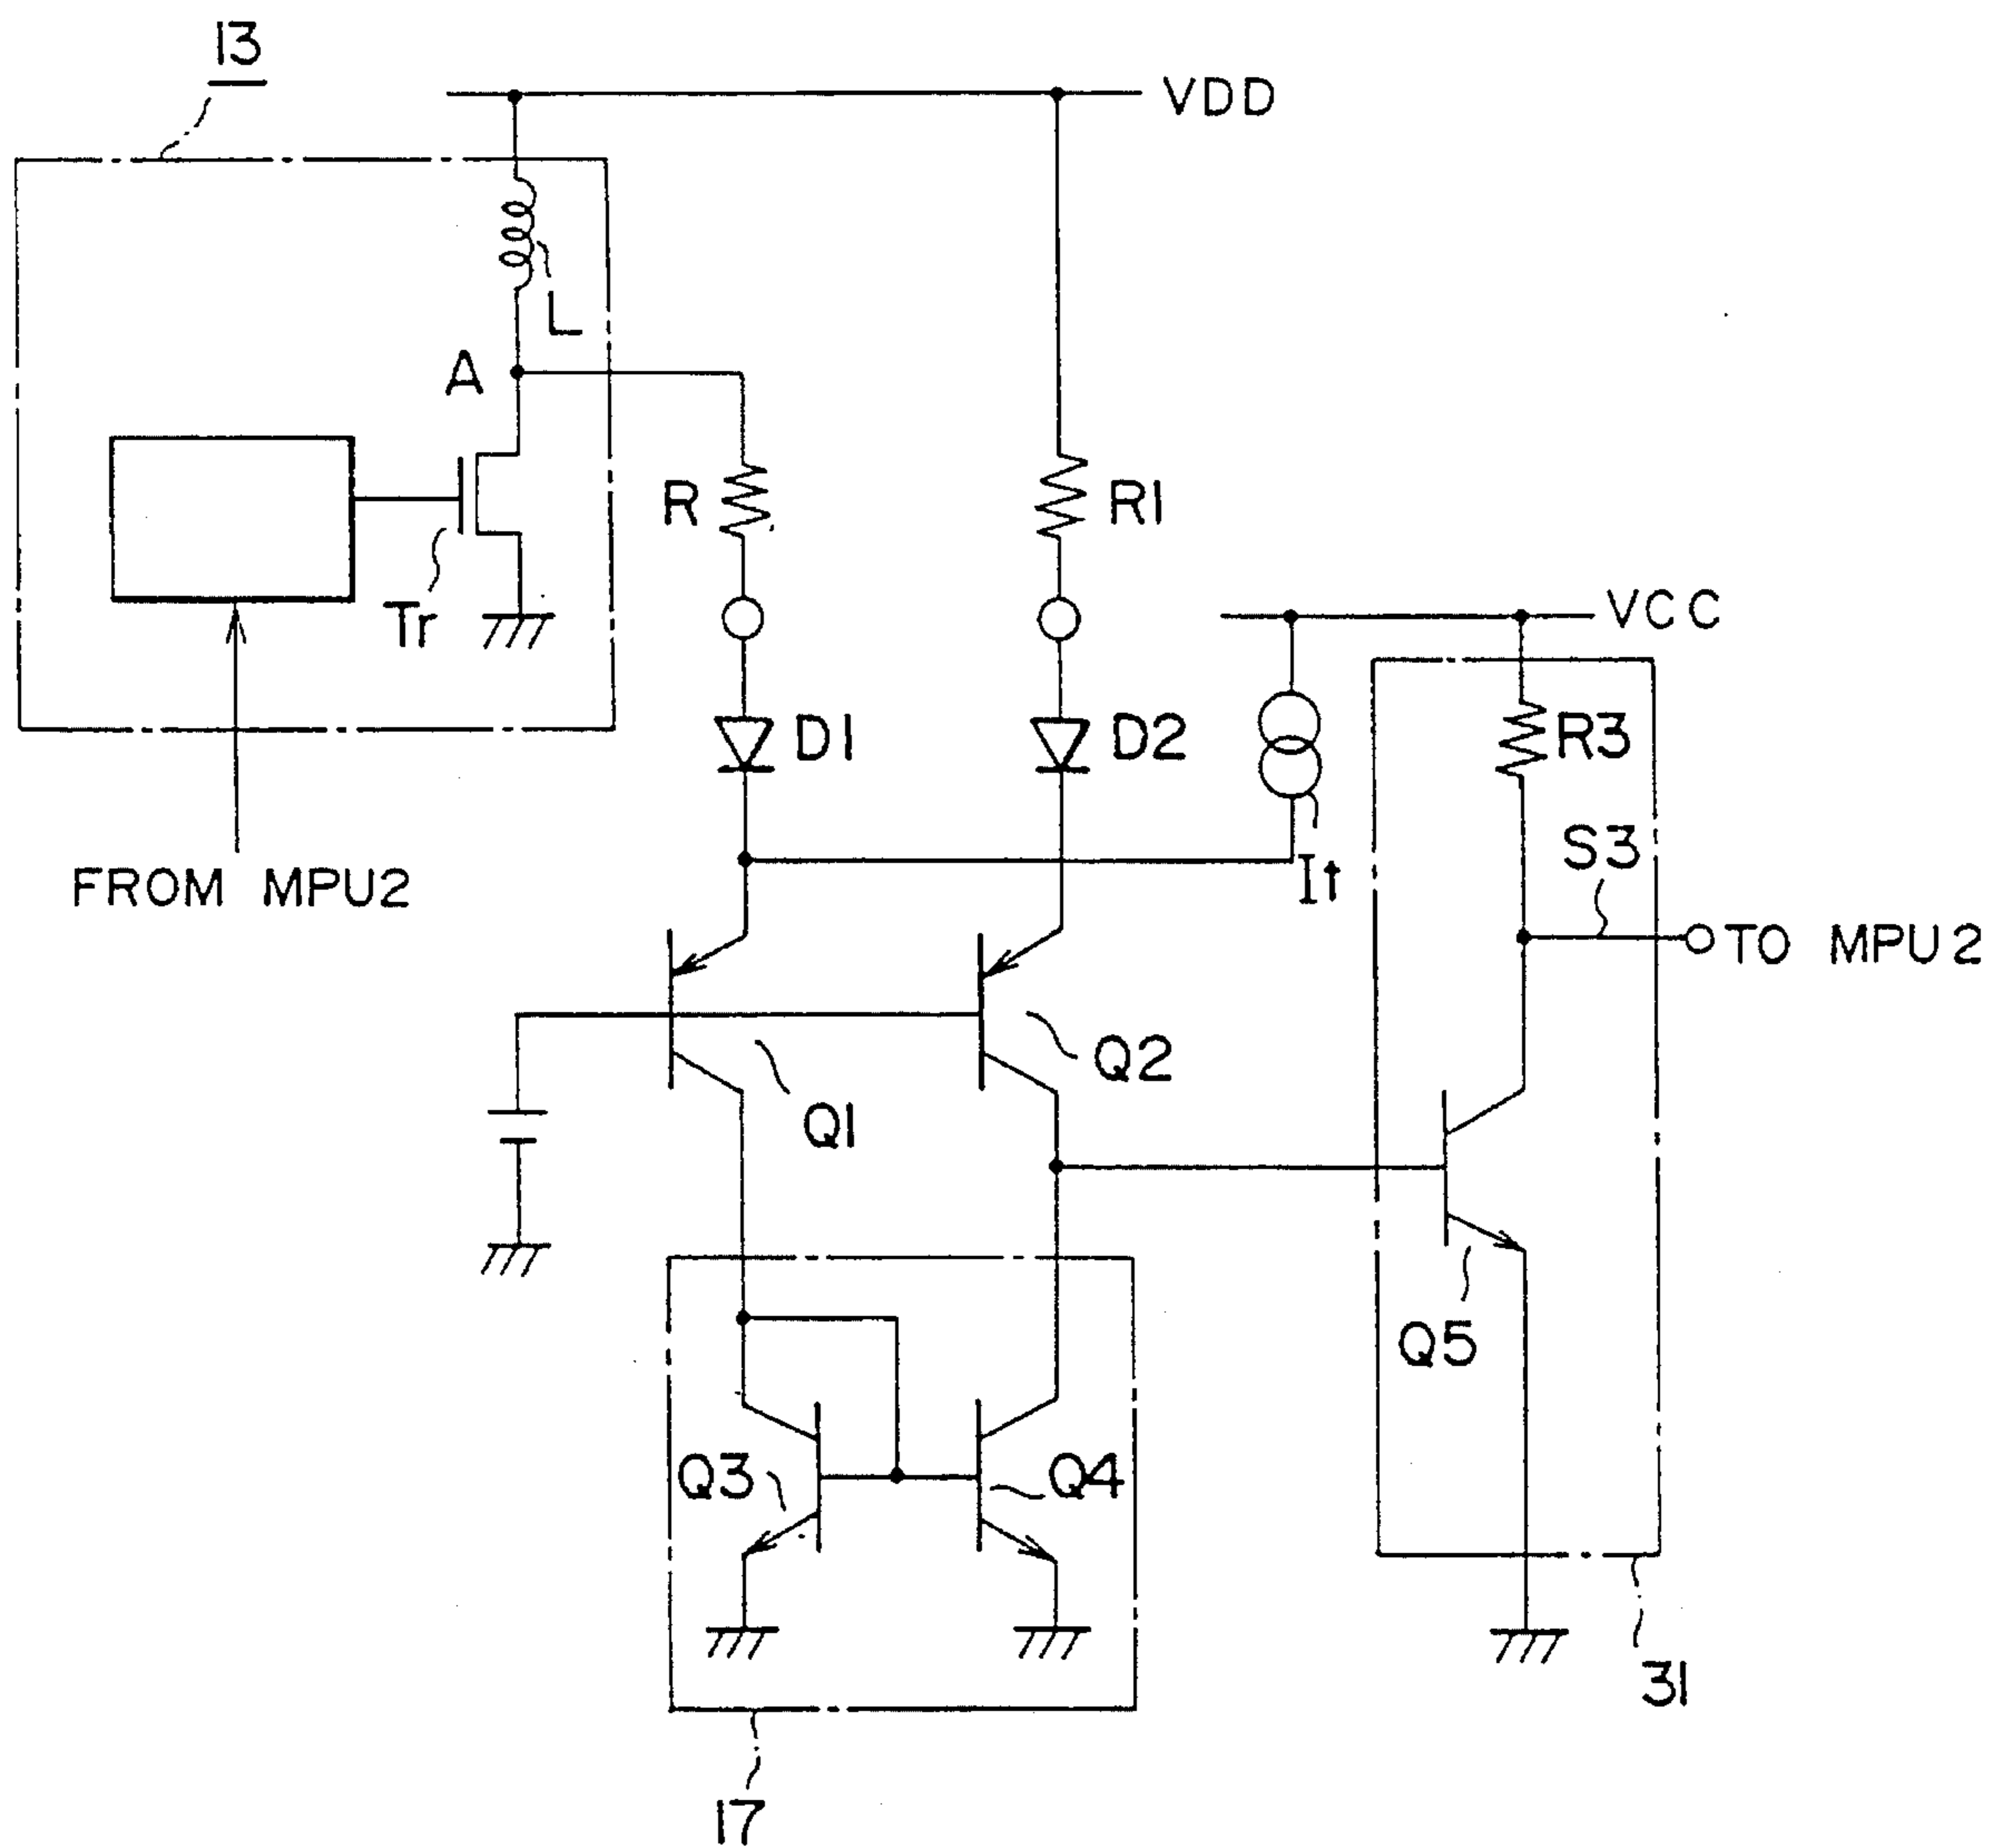 13
VDD
L
A
R
R1
Tr
VCC
D1
D2
R3
S3
It
FROM MPU2
TO MPU2
Q2
Q1
Q5
Q3
Q4
31
17